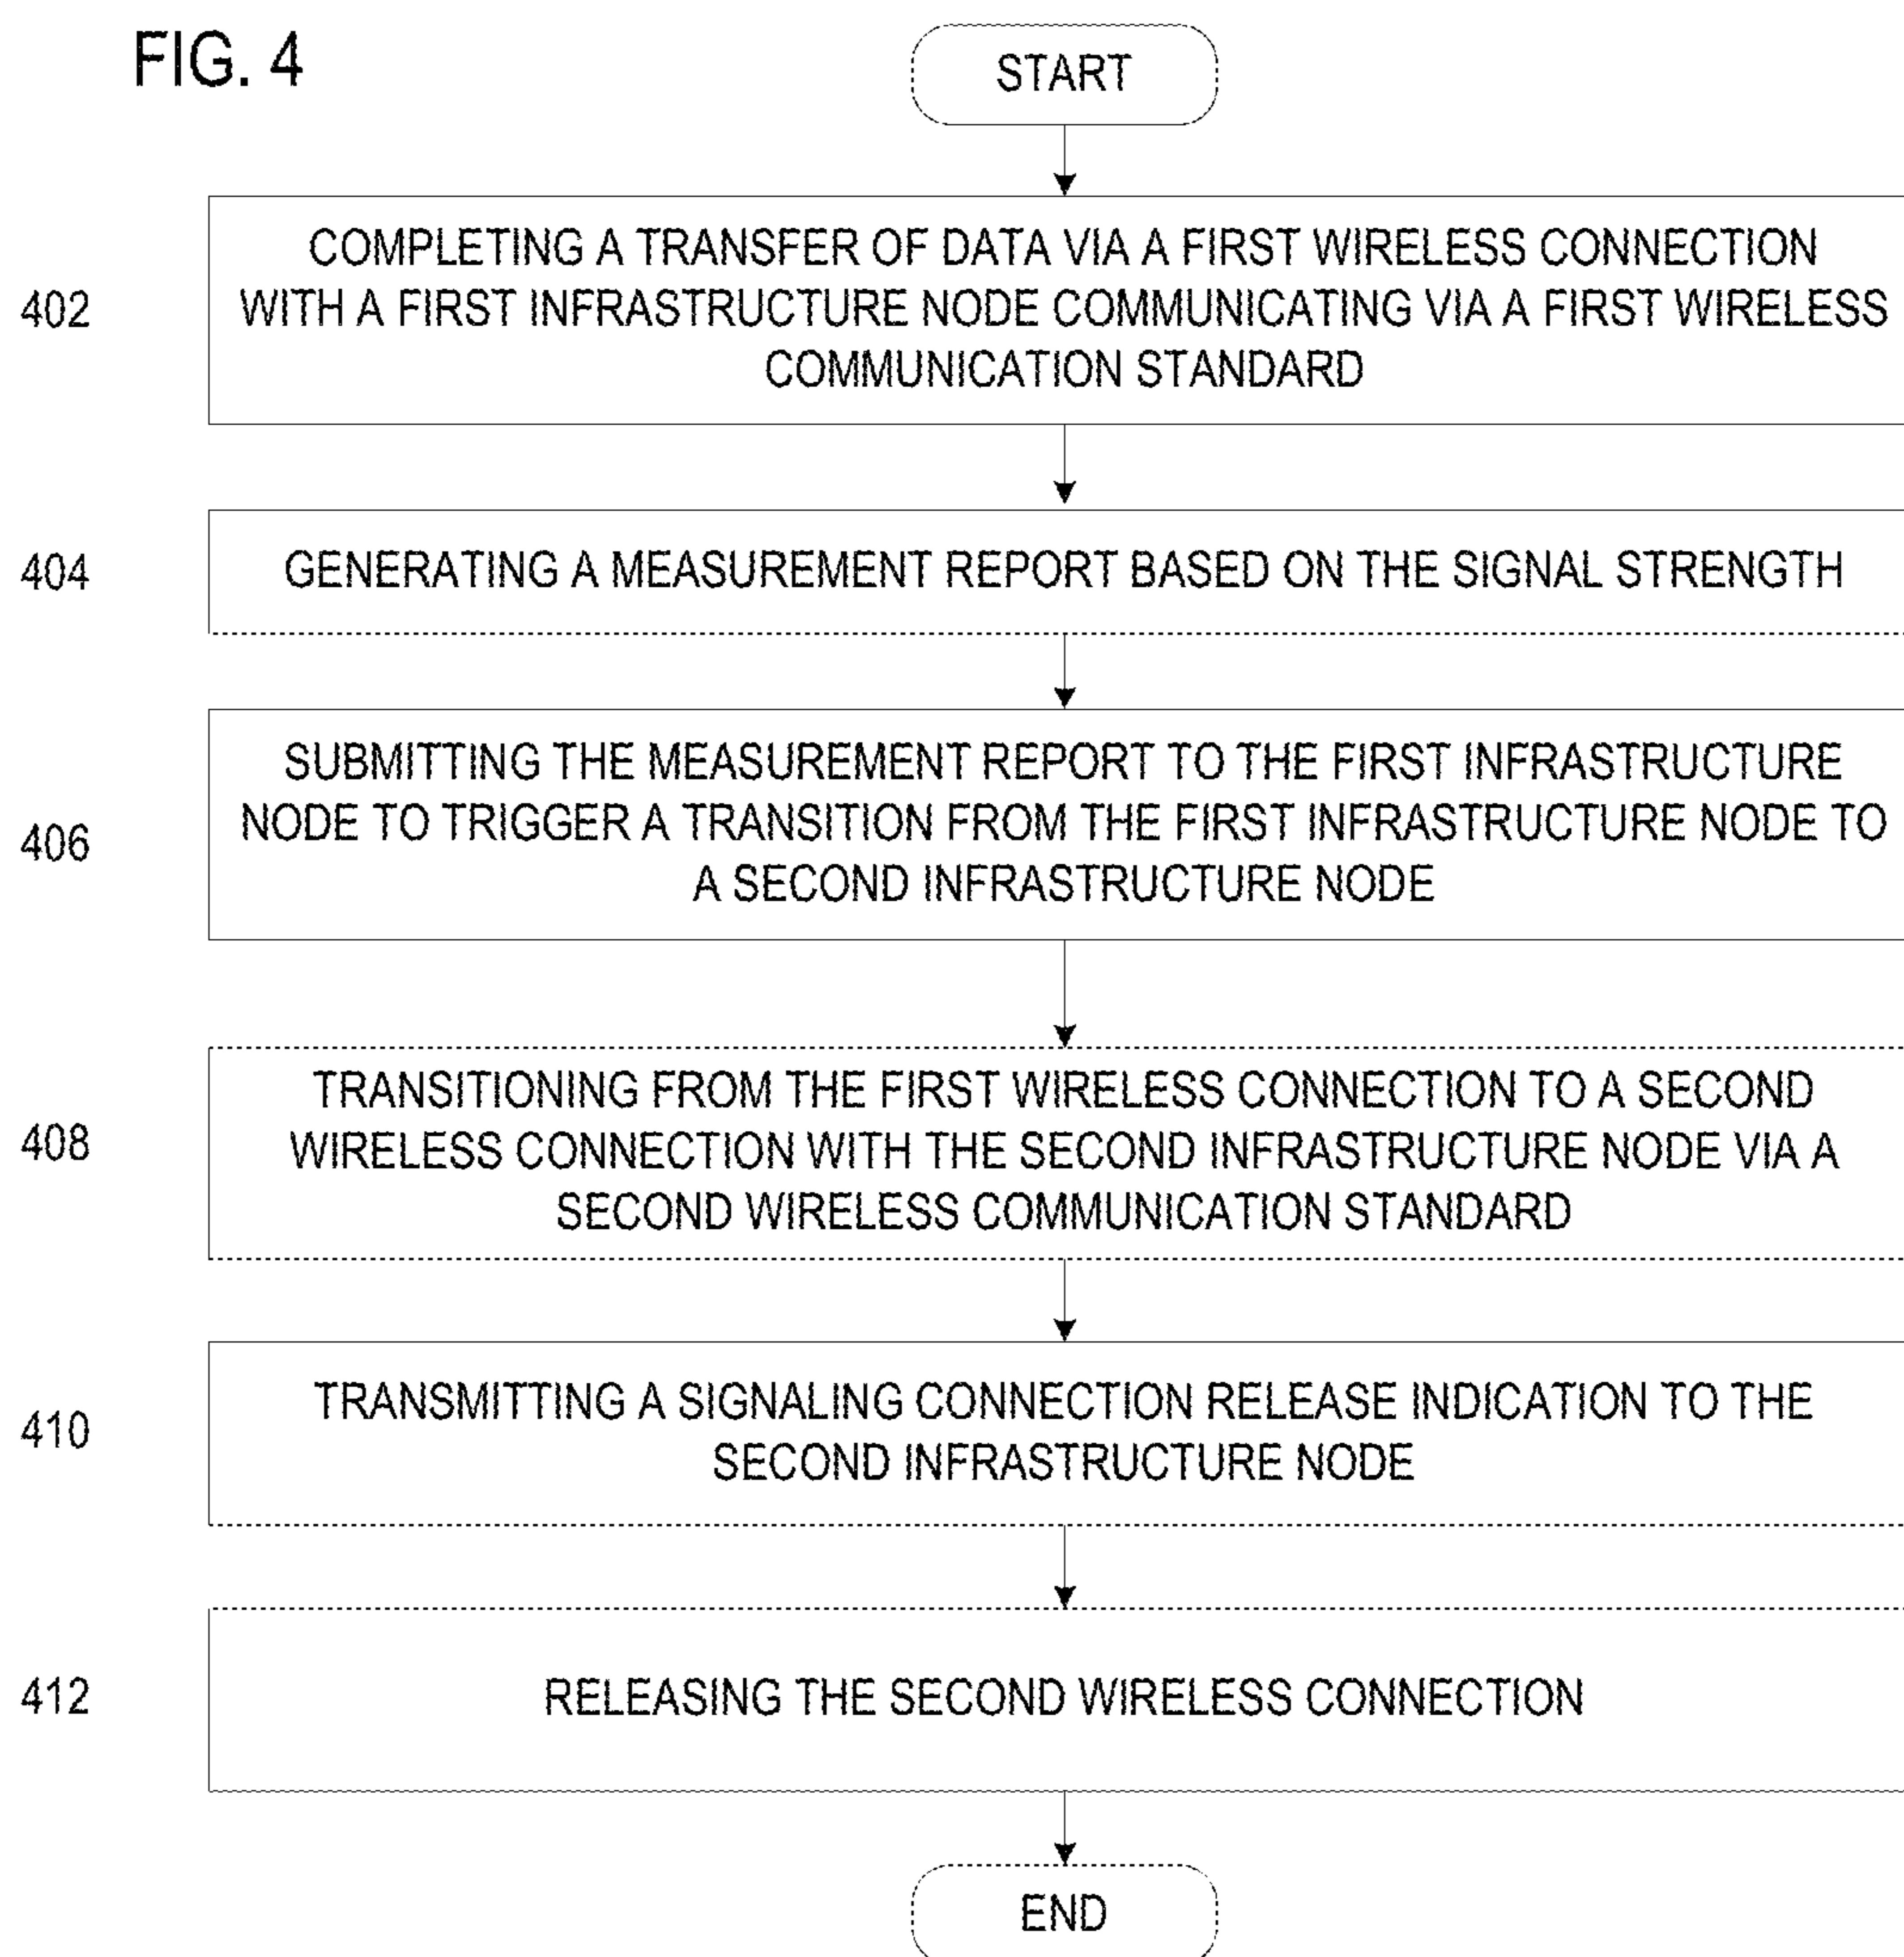 FIG. 4
START
402
COMPLETING A TRANSFER OF DATA VIA A FIRST WIRELESS CONNECTION
WITH A FIRST INFRASTRUCTURE NODE COMMUNICATING VIA A FIRST WIRELESS
COMMUNICATION STANDARD
404
GENERATING A MEASUREMENT REPORT BASED ON THE SIGNAL STRENGTH
406
SUBMITTING THE MEASUREMENT REPORT TO THE FIRST INFRASTRUCTURE
NODE TO TRIGGER A TRANSITION FROM THE FIRST INFRASTRUCTURE NODE TO
A SECOND INFRASTRUCTURE NODE
408
TRANSITIONING FROM THE FIRST WIRELESS CONNECTION TO A SECOND
WIRELESS CONNECTION WITH THE SECOND INFRASTRUCTURE NODE VIA A
SECOND WIRELESS COMMUNICATION STANDARD
410
TRANSMITTING A SIGNALING CONNECTION RELEASE INDICATION TO THE
SECOND INFRASTRUCTURE NODE
412
RELEASING THE SECOND WIRELESS CONNECTION
END